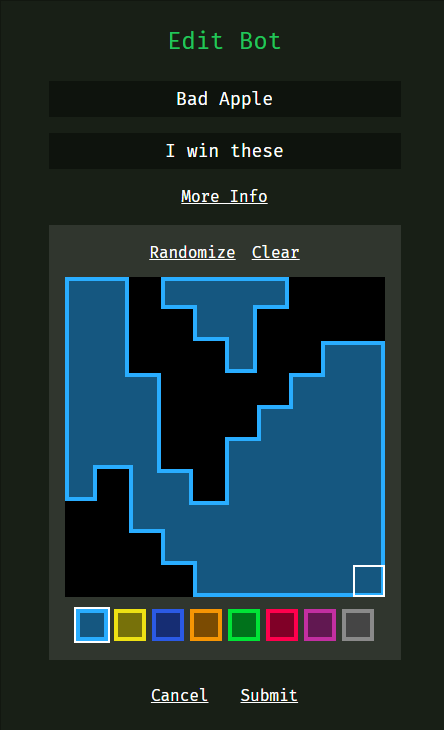 Edit Bot
Bad Apple
I win these
More Info
Randomize Clear
Cancel Submit